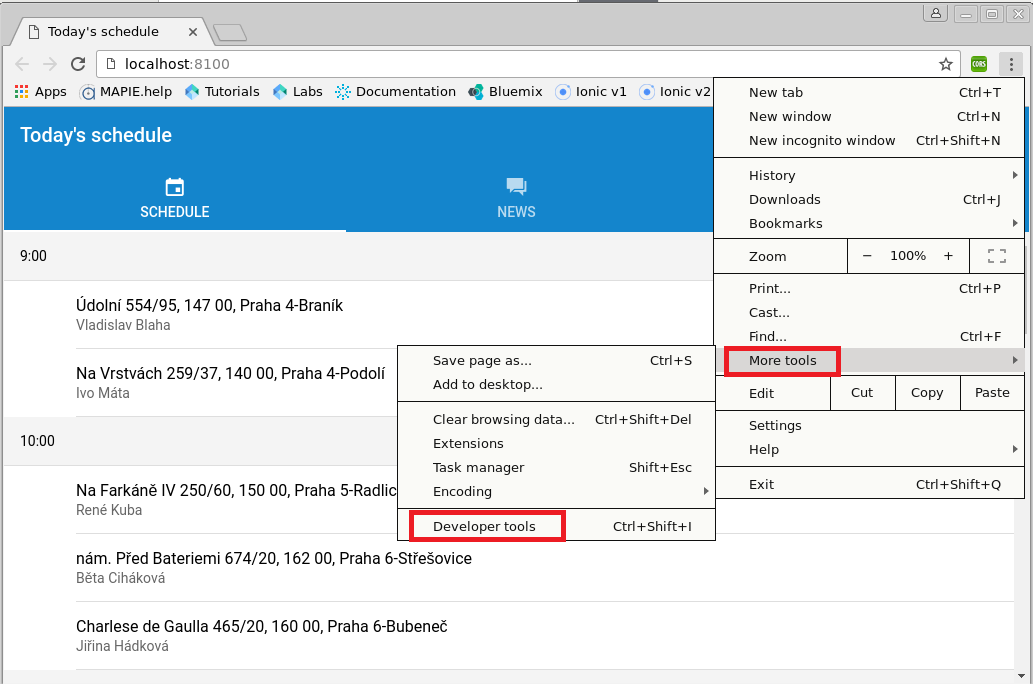 Today's schedule
localhost:8100
CORS
Apps MAPIE.help Tutorials Labs Documentation Bluemix Ionic v1 Ionic v2
Today's schedule
SCHEDULE NEWS
9:00
Údolní 554/95, 147 00, Praha 4-Braník
Vladislav Blaha
Na Vrstvách 259/37, 140 00, Praha 4-Podolí
Ivo Máta
10:00
Na Farkáně IV 250/60, 150 00, Praha 5-Radlic
René Kuba
nám. Před Bateriemi 674/20, 162 00, Praha 6-Střešovice
Běta Ciháková
Charlese de Gaulla 465/20, 160 00, Praha 6-Bubeneč
Jiřina Hádková
New tab Ctrl+T
New window Ctrl+N
New incognito window Ctrl+Shift+N
History
Downloads Ctrl+J
Bookmarks
Zoom − 100% +
Print... Ctrl+P
Cast...
Find... Ctrl+F
More tools
Edit Cut Copy Paste
Settings
Help
Exit Ctrl+Shift+Q
Save page as... Ctrl+S
Add to desktop...
Clear browsing data... Ctrl+Shift+Del
Extensions
Task manager Shift+Esc
Encoding
Developer tools Ctrl+Shift+I